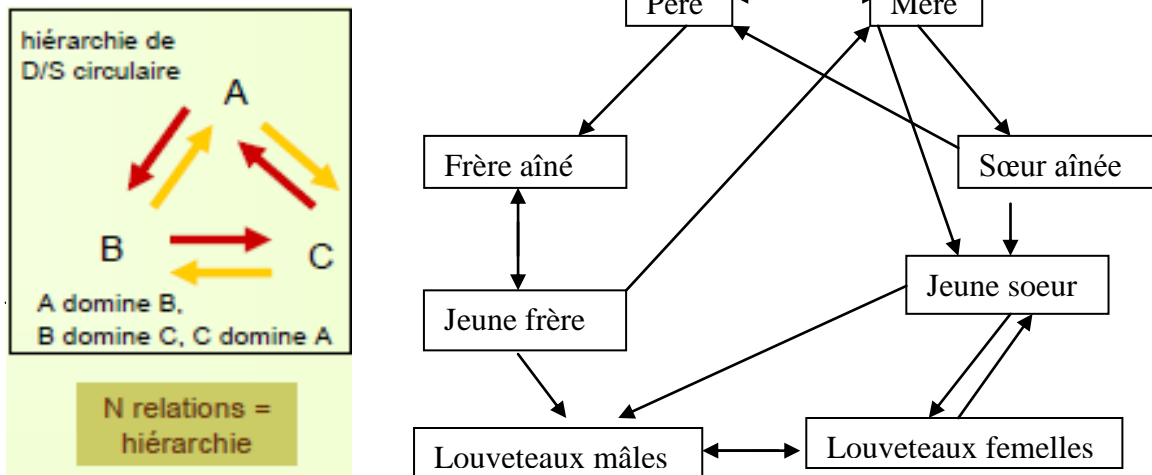 hiérarchie de
D/S circulaire
A
B
C
A domine B,
B domine C, C domine A
N relations =
hiérarchie
Père
Mère
Frère aîné
Sœur aînée
Jeune soeur
Jeune frère
Louveteaux mâles
Louveteaux femelles